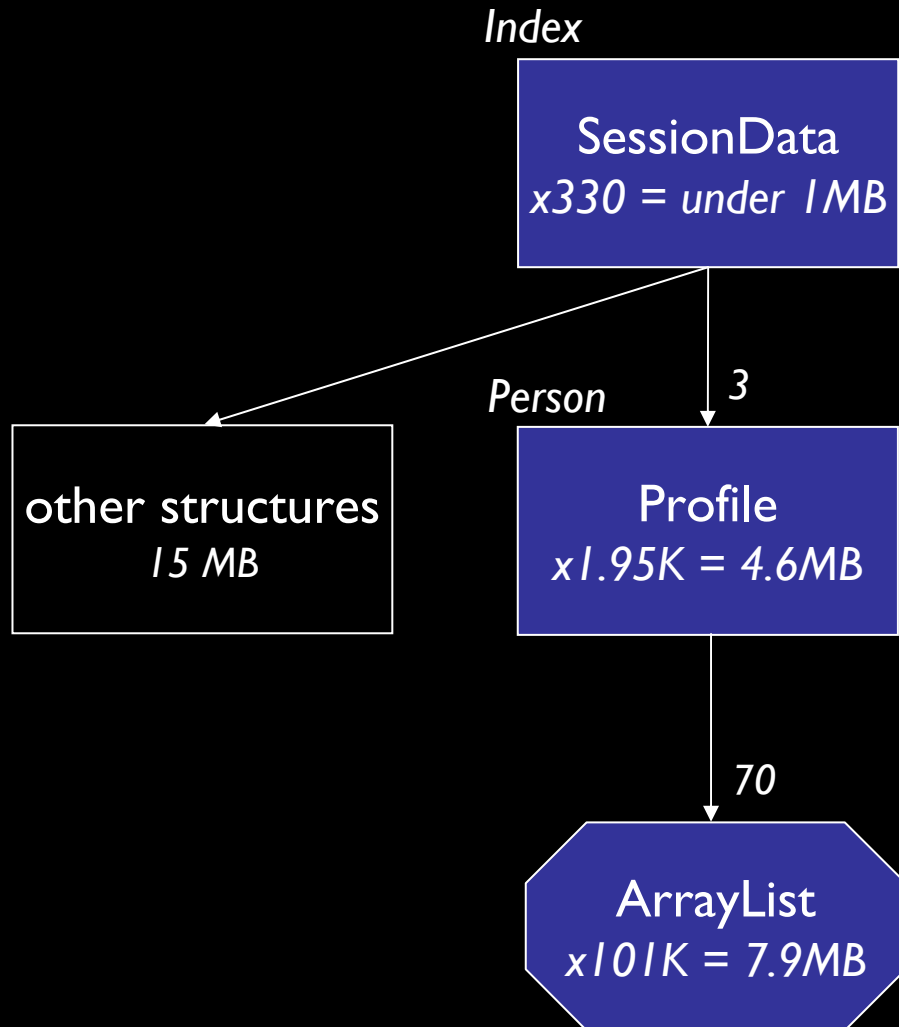 Index
SessionData
x330 = under 1MB
3
Person
other structures
15 MB
Profile
x1.95K = 4.6MB
70
ArrayList
x101K = 7.9MB